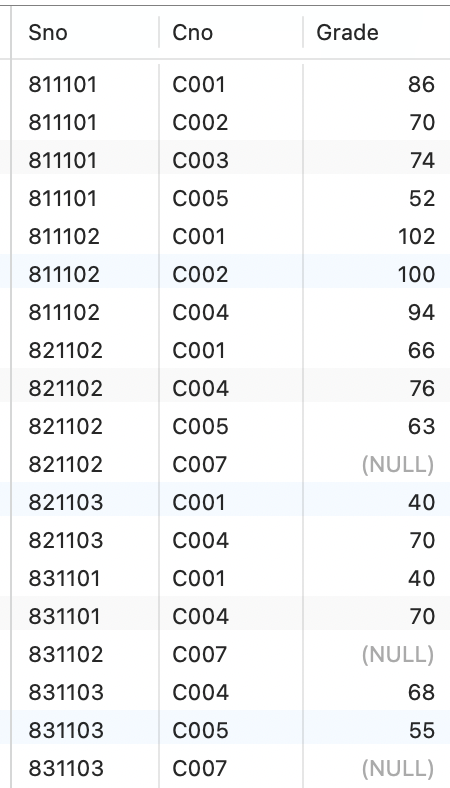 Sno Cno Grade
811101 C001 86
811101 C002 70
811101 C003 74
811101 C005 52
811102 C001 102
811102 C002 100
811102 C004 94
821102 C001 66
821102 C004 76
821102 C005 63
821102 C007 (NULL)
821103 C001 40
821103 C004 70
831101 C001 40
831101 C004 70
831102 C007 (NULL)
831103 C004 68
831103 C005 55
831103 C007 (NULL)